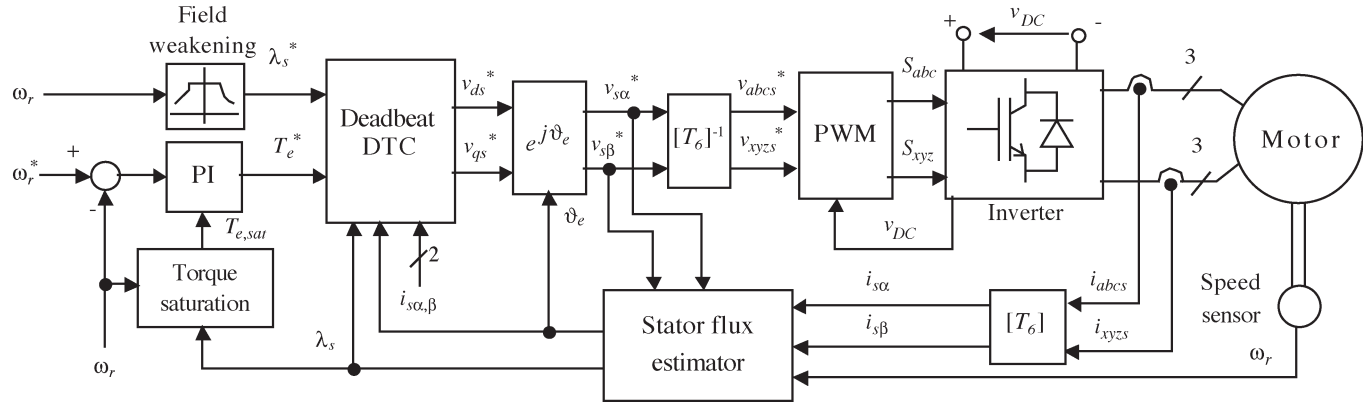 Field
weakening
λs*
ωr
ωr*
+
-
PI
Te*
Te,sat
Torque
saturation
ωr
Deadbeat
DTC
2
isα,β
λs
vds*
vqs*
e^jϑe
ϑe
vsα*
vsβ*
[T6]-1
vabcs*
vxyzs*
PWM
Sabc
Sxyz
vDC
+ vDC -
Inverter
3
3
Motor
Stator flux
estimator
isα
isβ
[T6]
iabcs
ixyzs
Speed
sensor
ωr